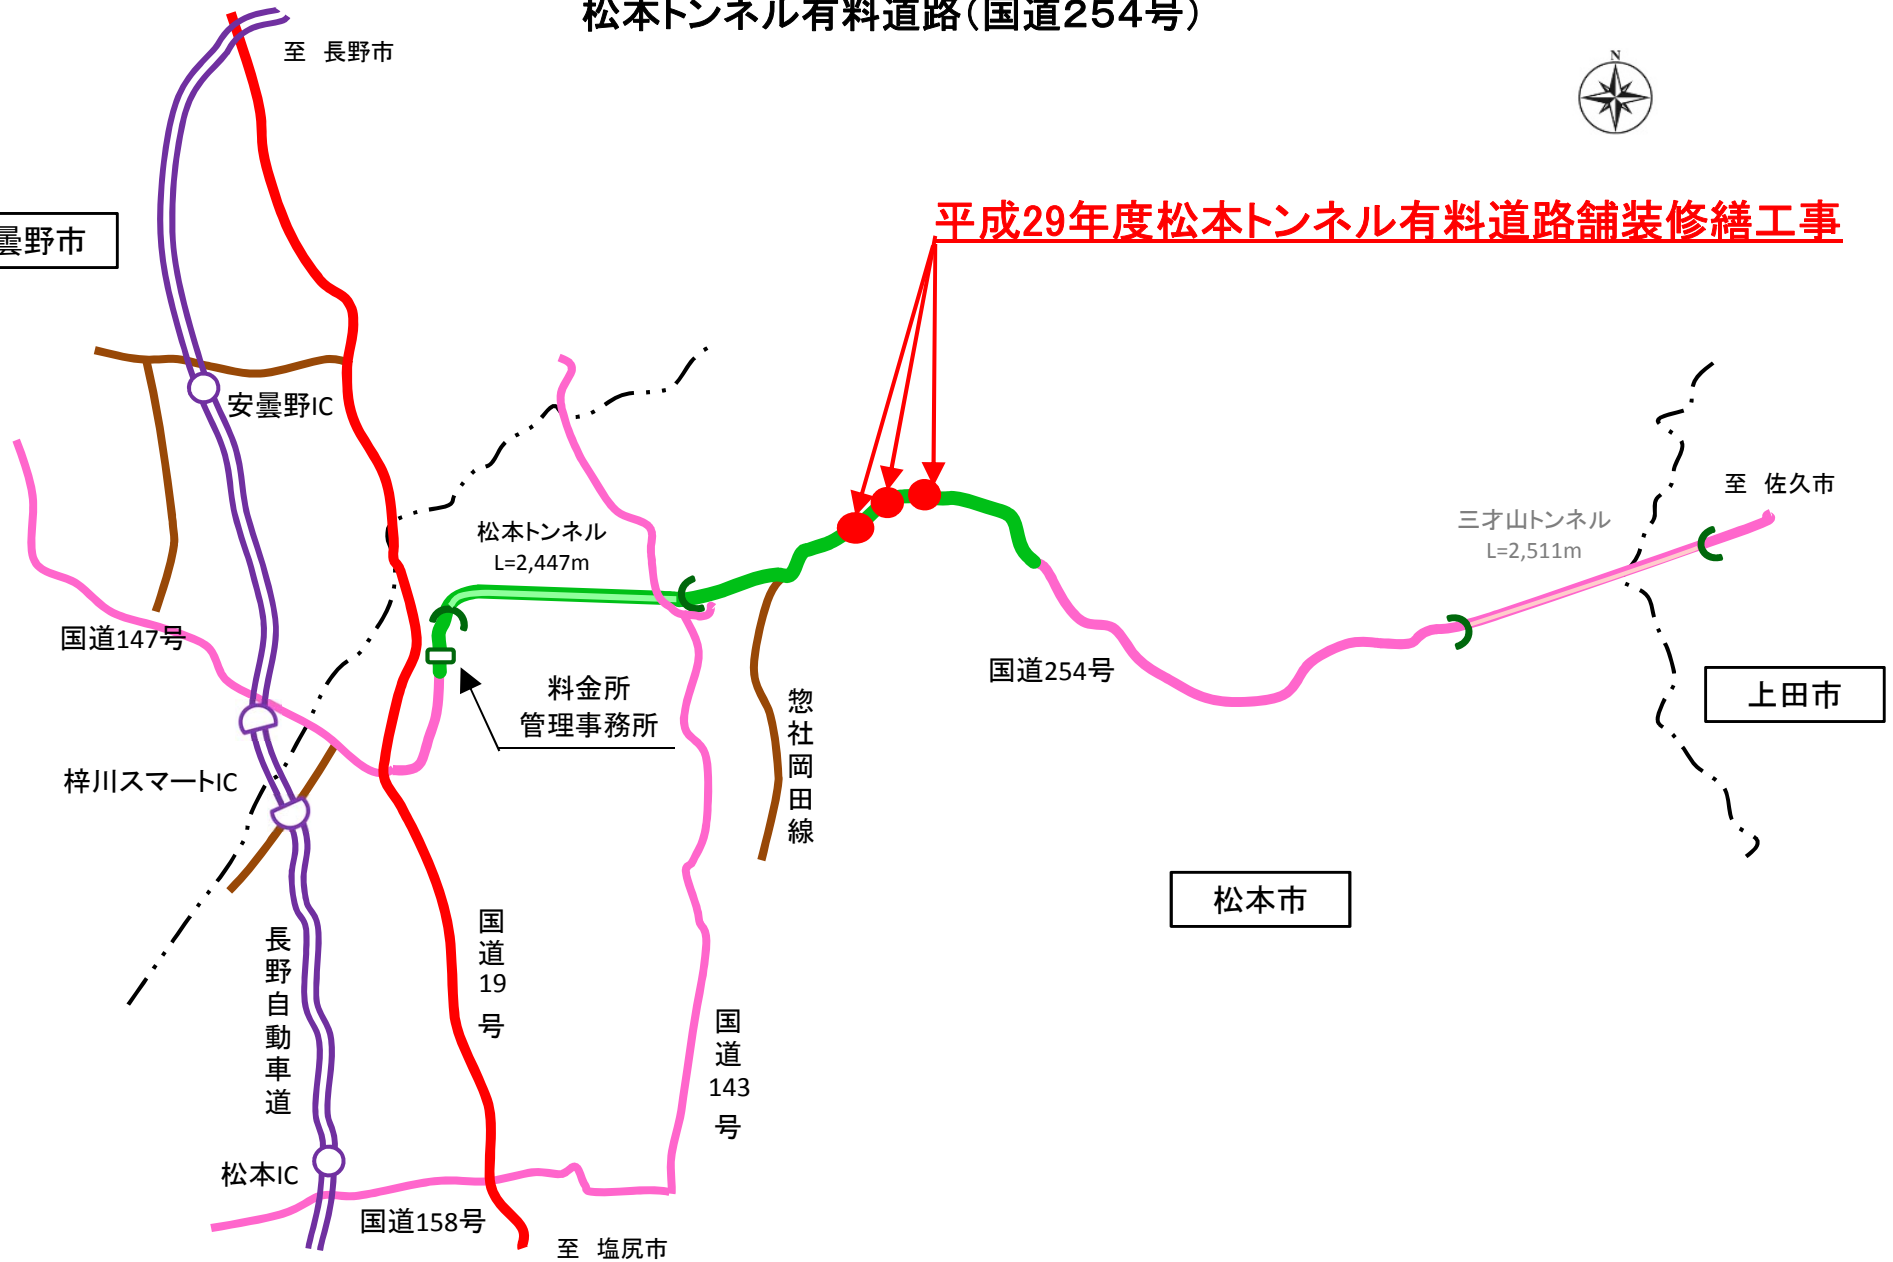 松本トンネル有料道路（国道254号）
至　長野市
N
平成29年度松本トンネル有料道路舗装修繕工事
曇野市
安曇野IC
至　佐久市
松本トンネル
L=2,447m
三才山トンネル
L=2,511m
国道147号
国道254号
料金所
管理事務所
惣社岡田線
上田市
梓川スマートIC
松本市
長野自動車道
国道19号
国道143号
松本IC
国道158号
至　塩尻市